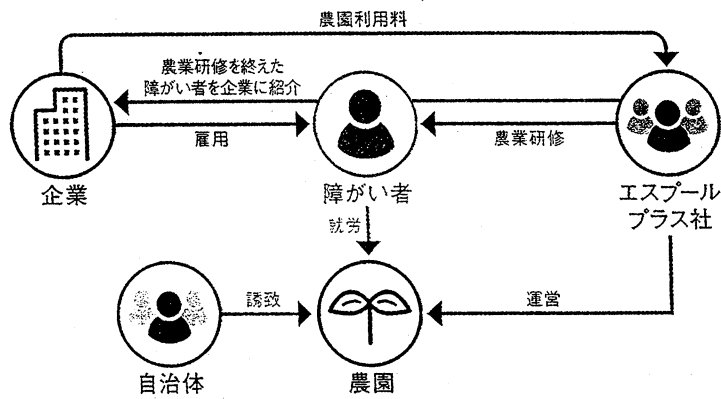 農園利用料
農業研修を終えた
障がい者を企業に紹介
雇用
農業研修
企業
障がい者
エスプール
プラス社
就労
誘致
運営
自治体
農園